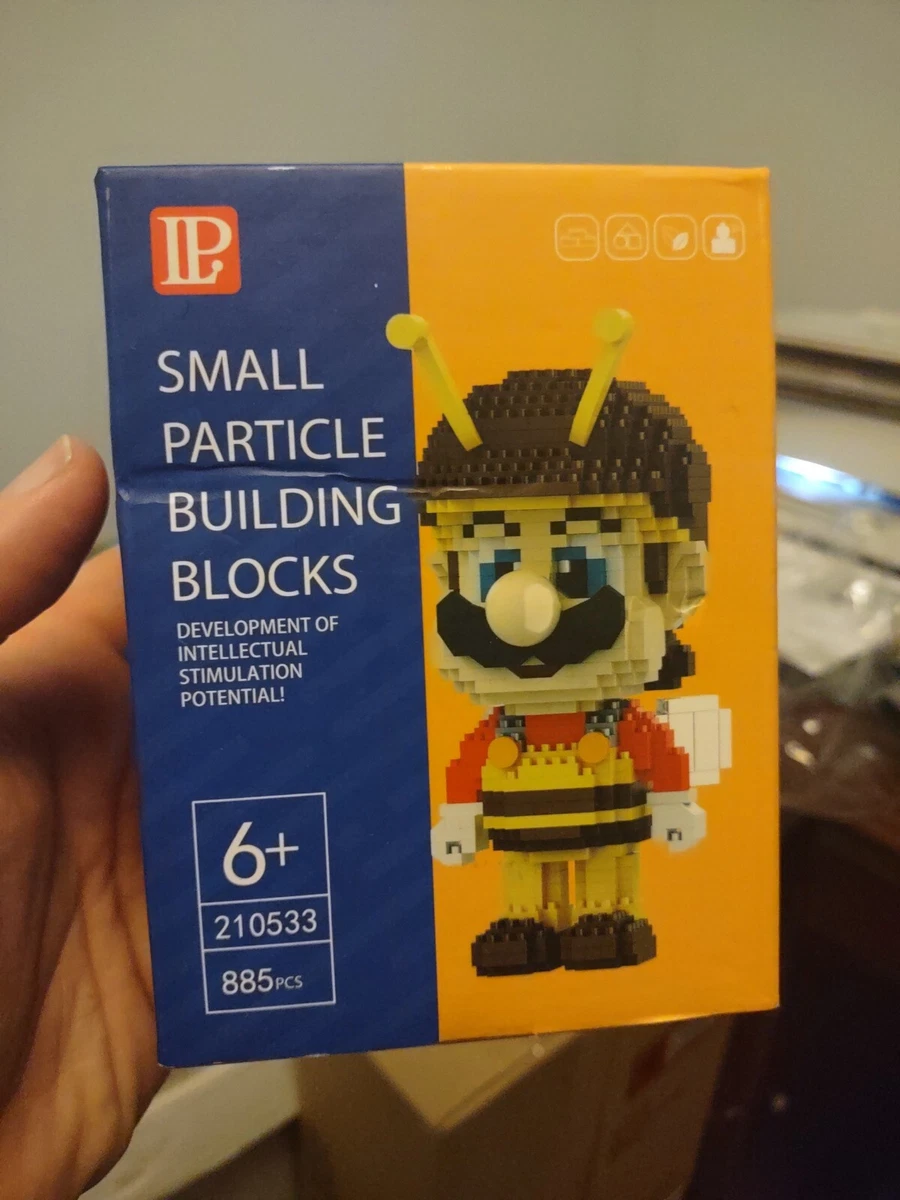 LP
SMALL
PARTICLE
BUILDING
BLOCKS
DEVELOPMENT OF
INTELLECTUAL
STIMULATION
POTENTIAL!
6+
210533
885PCS